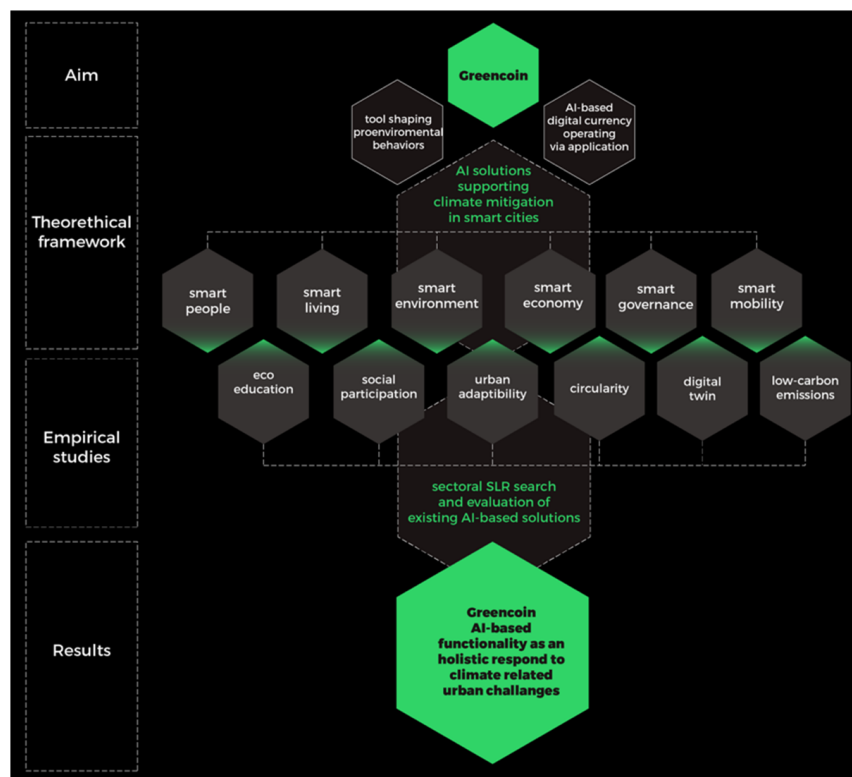 Aim
Greencoin
tool shaping
proenviromental
behaviors
AI-based
digital currency
operating
via application
Theorethical
framework
AI solutions
supporting
climate mitigation
in smart cities
smart
people
smart
living
smart
environment
smart
economy
smart
governance
smart
mobility
Empirical
studies
eco
education
social
participation
urban
adaptibility
circularity
digital
twin
low-carbon
emissions
sectoral SLR search
and evaluation of
existing AI-based solutions
Results
Greencoin
AI-based
functionality as an
holistic respond to
climate related
urban challanges